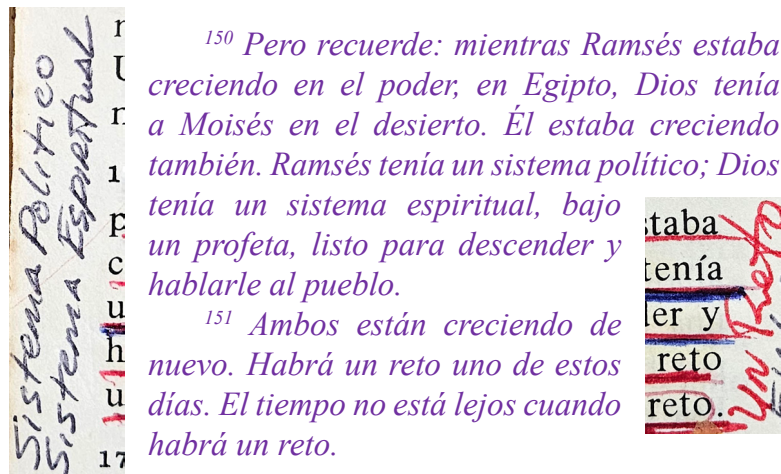 Sistema Político
Sistema Espiritual
150 Pero recuerde: mientras Ramsés estaba
creciendo en el poder, en Egipto, Dios tenía
a Moisés en el desierto. Él estaba creciendo
también. Ramsés tenía un sistema político; Dios
tenía un sistema espiritual, bajo
un profeta, listo para descender y
hablarle al pueblo.
151 Ambos están creciendo de
nuevo. Habrá un reto uno de estos
días. El tiempo no está lejos cuando
habrá un reto.
staba
tenía
er y
reto
reto.
Un Reto
17